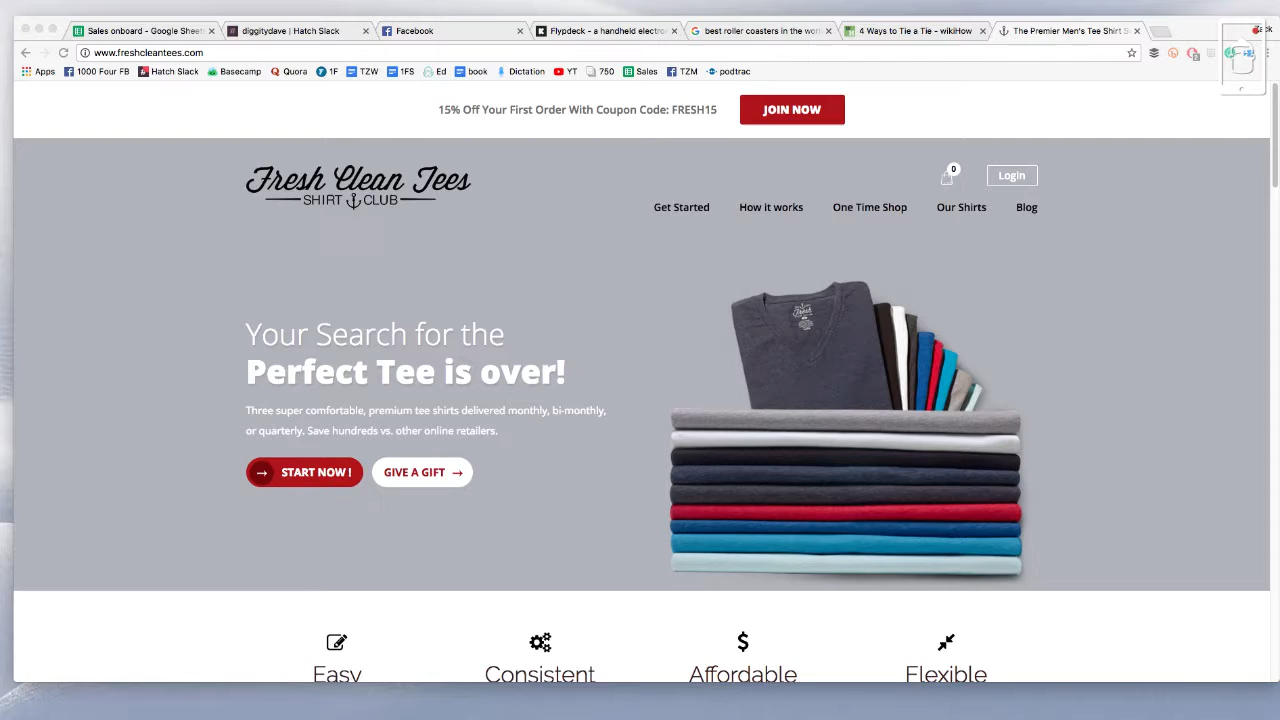 Sales onboard - Google Sheets
diggitydave | Hatch Slack
Facebook
Flypdeck - a handheld electro
best roller coasters in the wor
4 Ways to Tie a Tie - wikiHow
The Premier Men's Tee Shirt S
www.freshcleantees.com
Apps
1000 Four FB
Hatch Slack
Basecamp
Quora
1F
TZW
1FS
Ed
book
Dictation
YT
750
Sales
TZM
podtrac
15% Off Your First Order With Coupon Code: FRESH15
JOIN NOW
Fresh Clean Tees
SHIRT CLUB
0
Login
Get Started
How it works
One Time Shop
Our Shirts
Blog
Your Search for the
Perfect Tee is over!
Three super comfortable, premium tee shirts delivered monthly, bi-monthly,
or quarterly. Save hundreds vs. other online retailers.
START NOW !
GIVE A GIFT
Fresh
Easy
Consistent
Affordable
Flexible